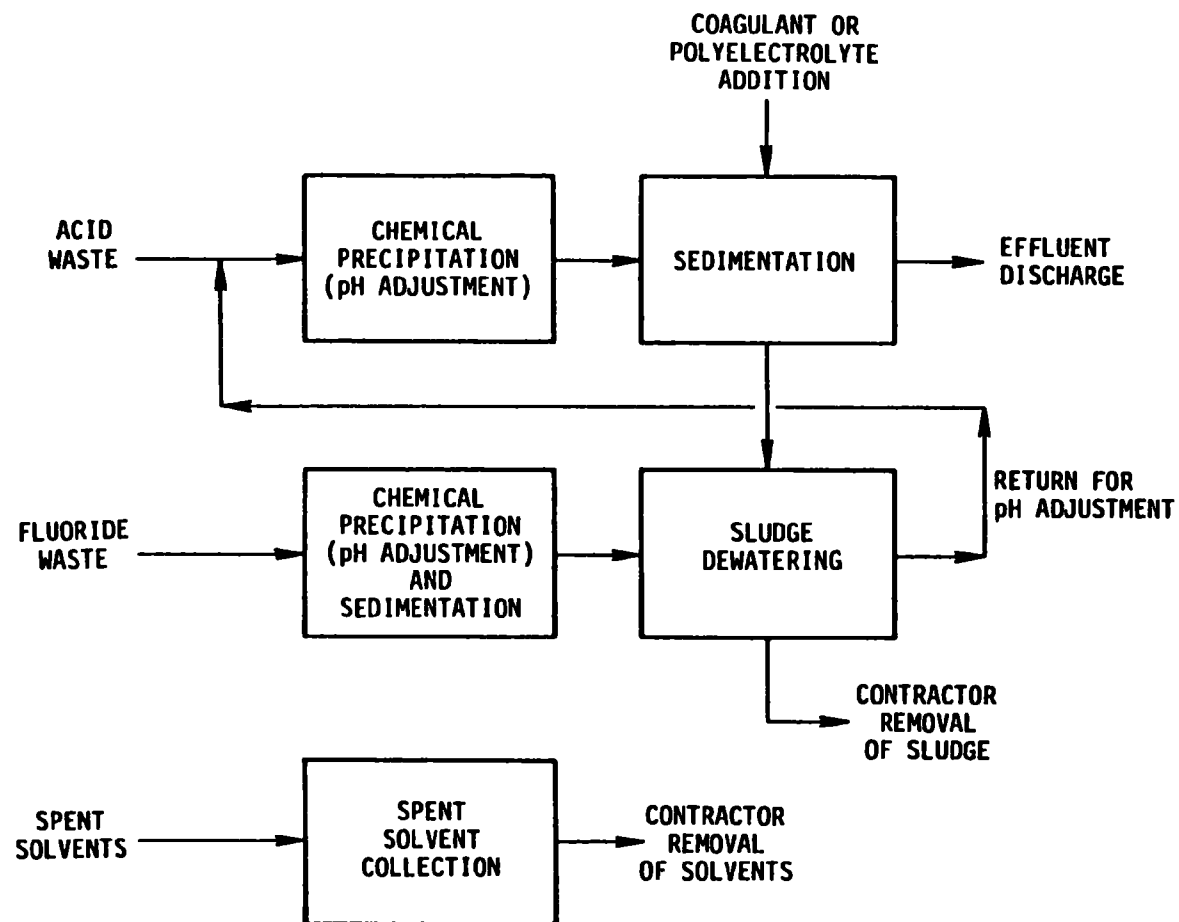 COAGULANT OR
POLYELECTROLYTE
ADDITION
ACID
WASTE
CHEMICAL
PRECIPITATION
(pH ADJUSTMENT)
SEDIMENTATION
EFFLUENT
DISCHARGE
FLUORIDE
WASTE
CHEMICAL
PRECIPITATION
(pH ADJUSTMENT)
AND
SEDIMENTATION
SLUDGE
DEWATERING
RETURN FOR
pH ADJUSTMENT
CONTRACTOR
REMOVAL
OF SLUDGE
SPENT
SOLVENTS
SPENT
SOLVENT
COLLECTION
CONTRACTOR
REMOVAL
OF SOLVENTS